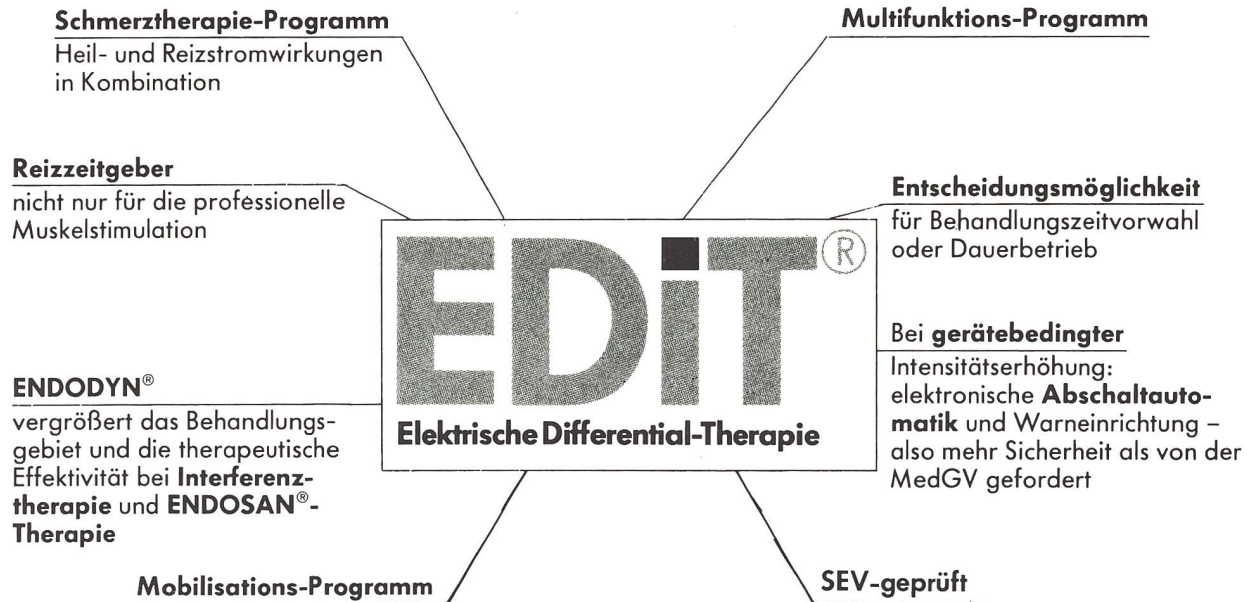 Schmerztherapie-Programm
Heil- und Reizstromwirkungen
in Kombination
Multifunktions-Programm
Reizzeitgeber
nicht nur für die professionelle
Muskelstimulation
Entscheidungsmöglichkeit
für Behandlungszeitvorwahl
oder Dauerbetrieb
EDiT®
Elektrische Differential-Therapie
ENDODYN®
vergrößert das Behandlungs-
gebiet und die therapeutische
Effektivität bei Interferenz-
therapie und ENDOSAN®-
Therapie
Bei gerätebedingter
Intensitätserhöhung:
elektronische Abschaltauto-
matik und Warneinrichtung –
also mehr Sicherheit als von der
MedGV gefordert
Mobilisations-Programm
SEV-geprüft